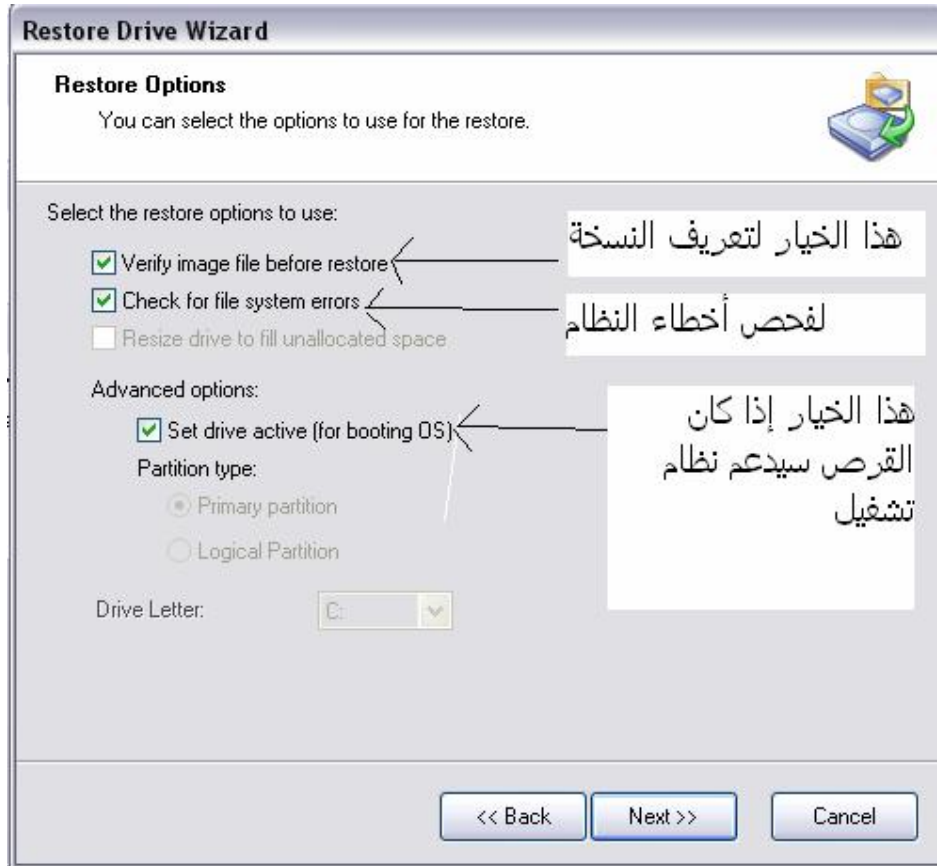 Restore Drive Wizard
Restore Options
You can select the options to use for the restore.
Select the restore options to use:
Verify image file before restore
هذا الخيار لتعريف النسخة
Check for file system errors
لفحص أخطاء النظام
Resize drive to fill unallocated space
Advanced options:
Set drive active (for booting OS)
هذا الخيار إذا كان
القرص سيدعم نظام
تشغيل
Partition type:
Primary partition
Logical Partition
Drive Letter:
C:
<< Back
Next >>
Cancel